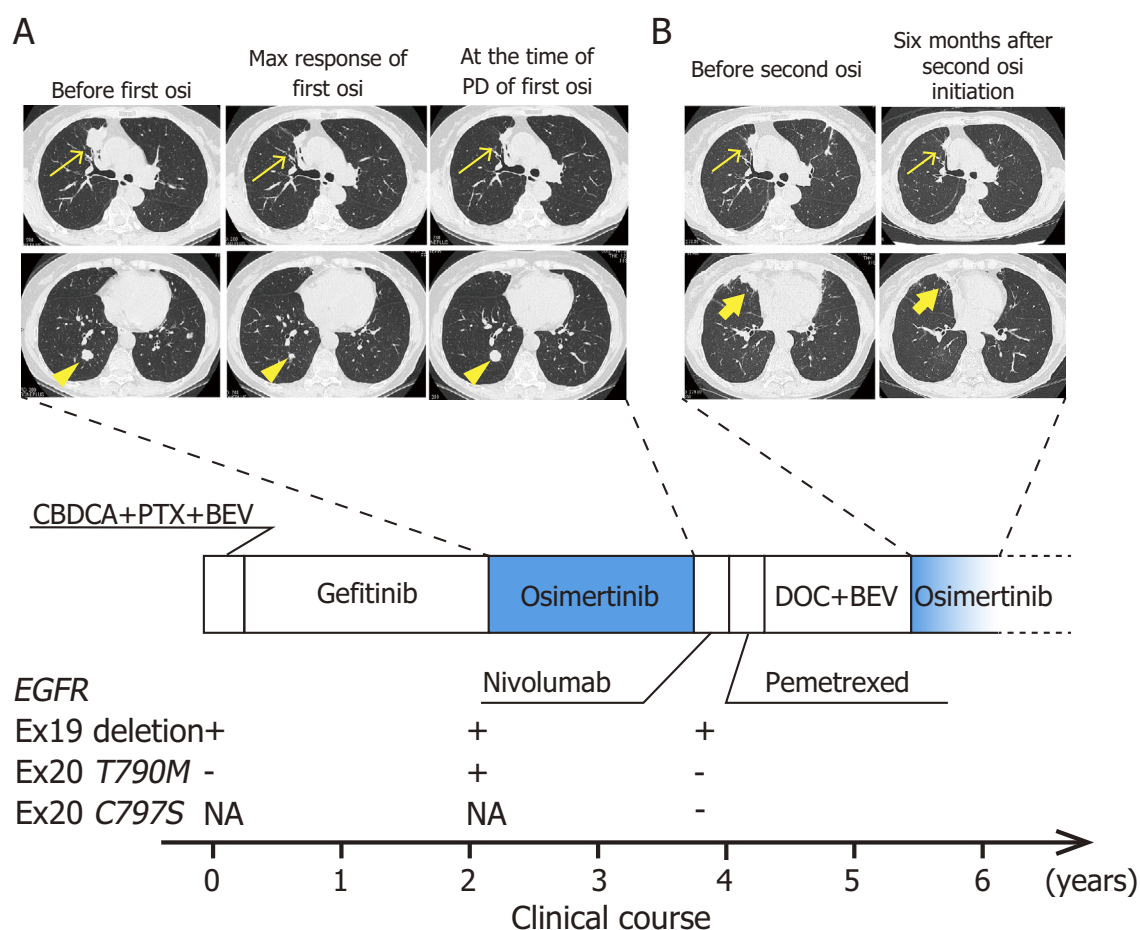 A
B
Before first osi
Max response of
first osi
At the time of
PD of first osi
Before second osi
Six months after
second osi
initiation
CBDCA+PTX+BEV
Gefitinib
Osimertinib
DOC+BEV
Osimertinib
Nivolumab
Pemetrexed
EGFR
Ex19 deletion + + +
Ex20 T790M - + -
Ex20 C797S NA NA -
0 1 2 3 4 5 6 (years)
Clinical course